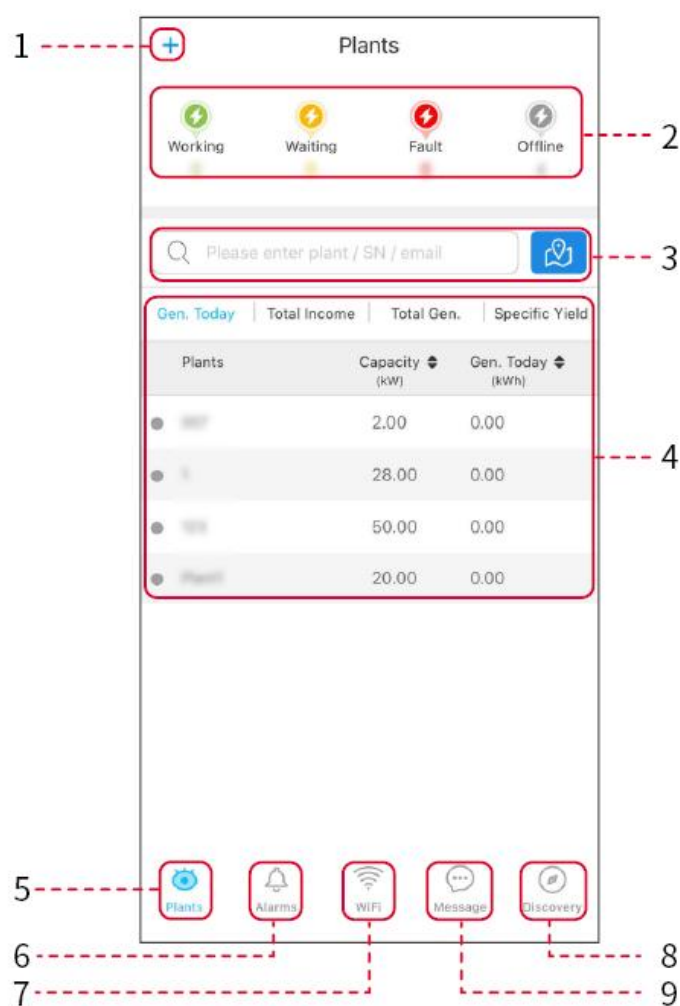 1
Plants
Working Waiting Fault Offline
2
Please enter plant / SN / email
3
Gen. Today Total Income Total Gen. Specific Yield
Plants Capacity Gen. Today
(kW) (kWh)
2.00 0.00
28.00 0.00
4
50.00 0.00
20.00 0.00
5
Plants Alarms WiFi Message Discovery
6 8
7 9